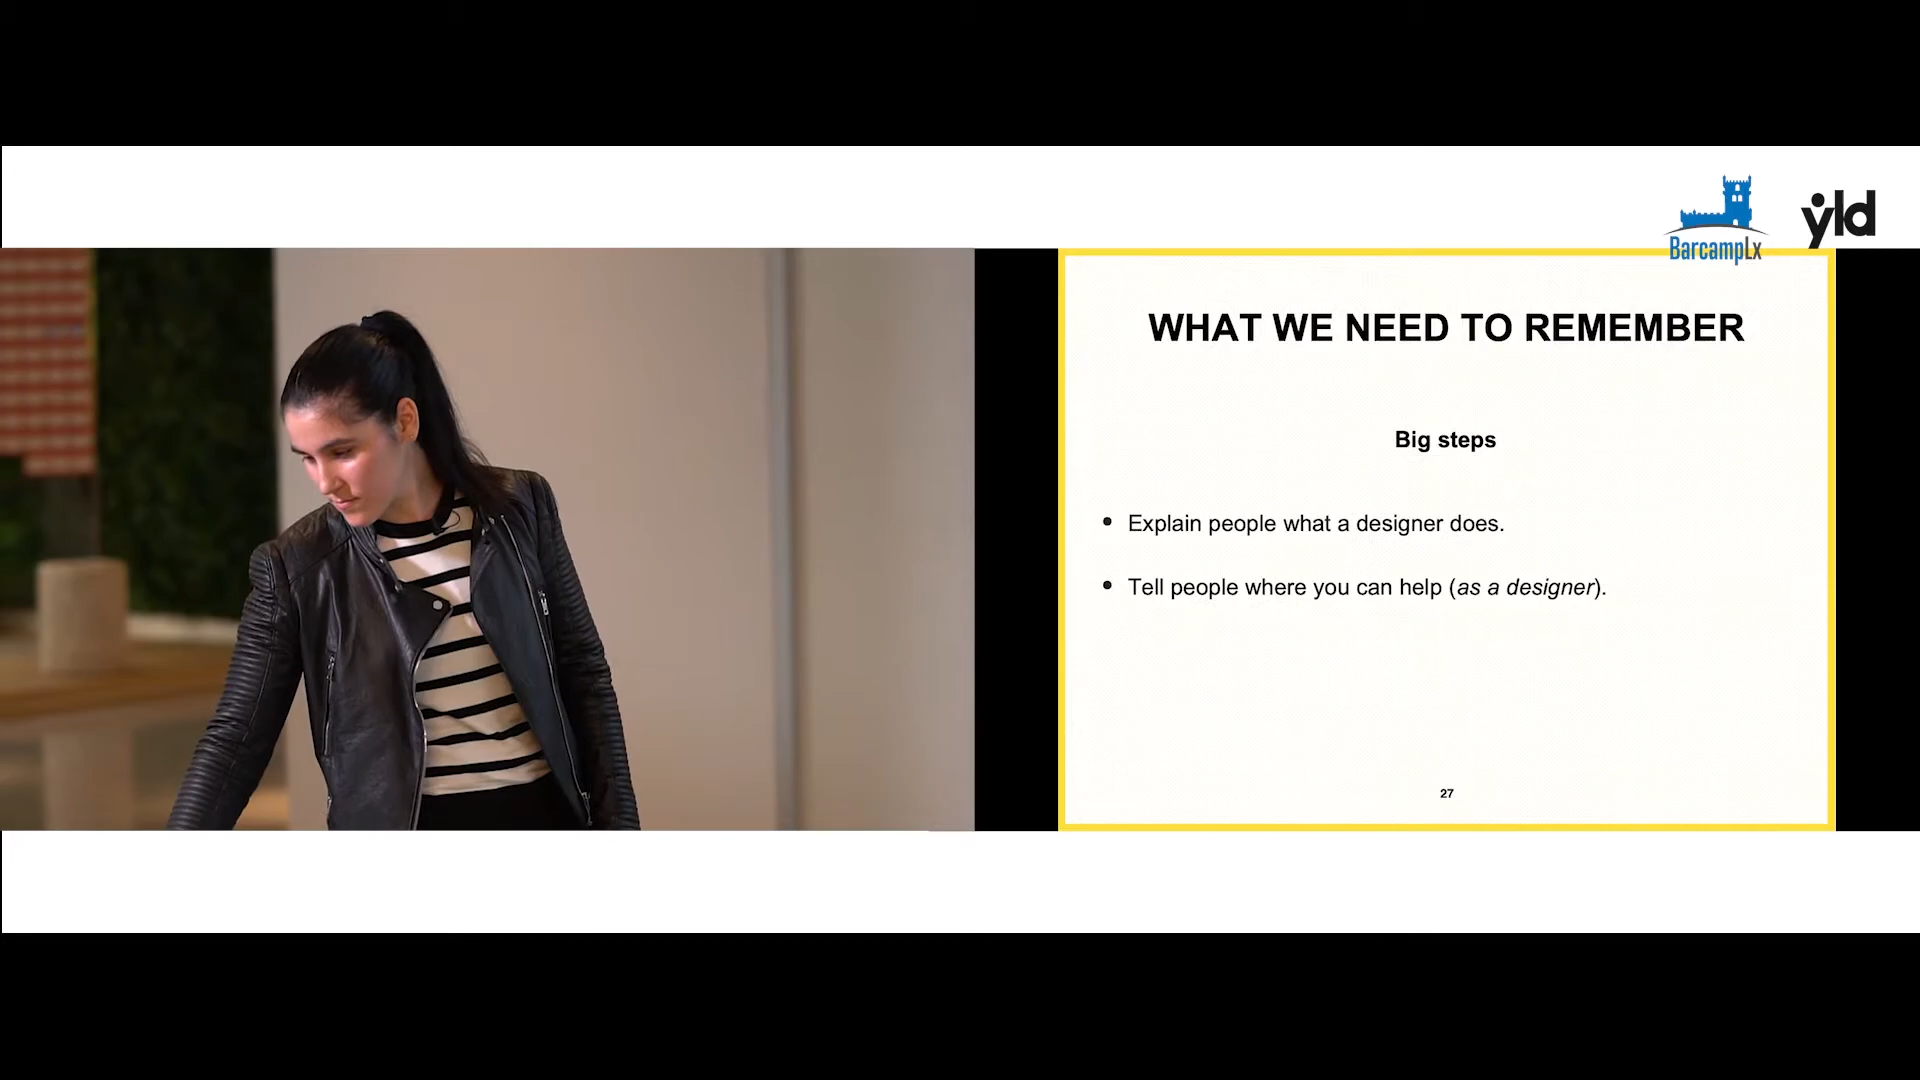 BarcampLx
yld
WHAT WE NEED TO REMEMBER
Big steps
• Explain people what a designer does.
• Tell people where you can help (as a designer).
27